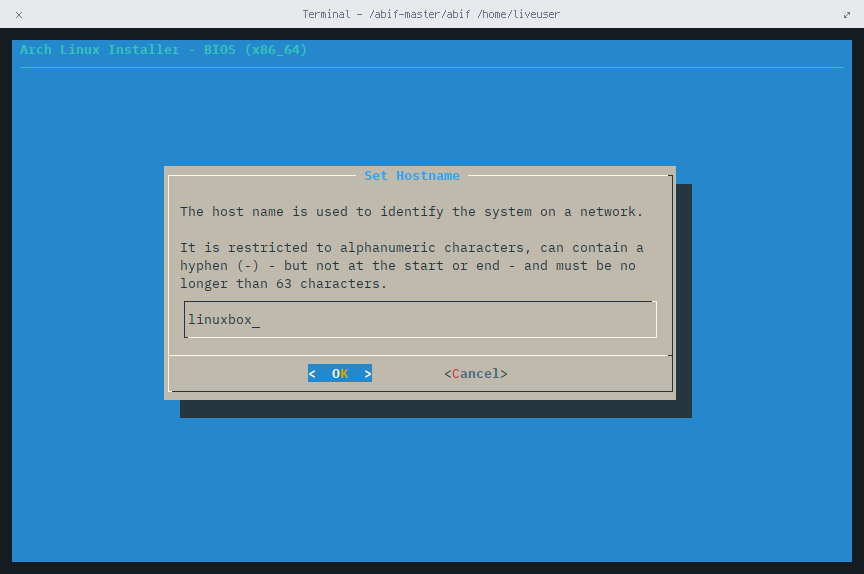 Terminal - /abif-master/abif /home/liveuser
Arch Linux Installer - BIOS (x86_64)
Set Hostname
The host name is used to identify the system on a network.
It is restricted to alphanumeric characters, can contain a
hyphen (-) - but not at the start or end - and must be no
longer than 63 characters.
linuxbox_
<  OK  > <Cancel>